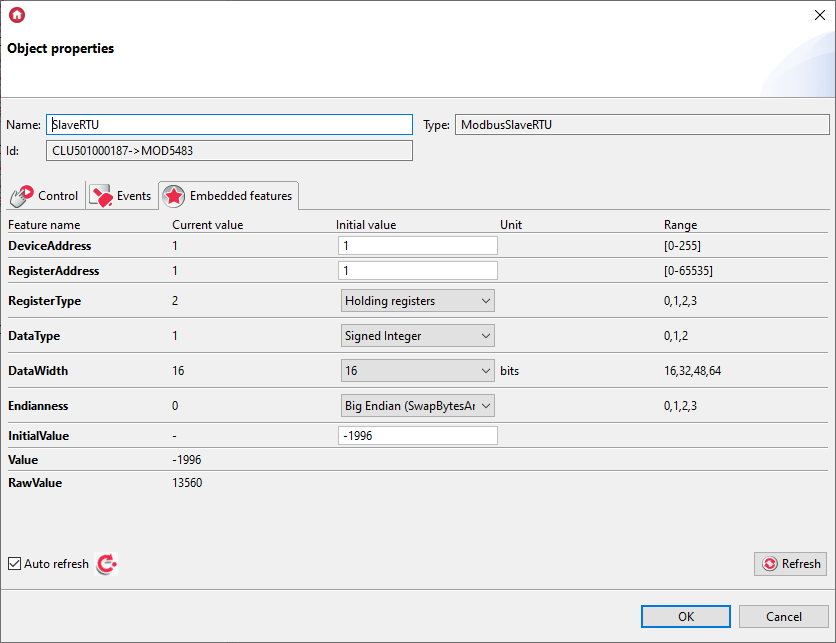 Object properties
Name: SlaveRTU Type: ModbusSlaveRTU
Id: CLU501000187->MOD5483
Control Events Embedded features
Feature name Current value Initial value Unit Range
DeviceAddress 1 1 [0-255]
RegisterAddress 1 1 [0-65535]
RegisterType 2 Holding registers 0,1,2,3
DataType 1 Signed Integer 0,1,2
DataWidth 16 16 bits 16,32,48,64
Endianness 0 Big Endian (SwapBytesAr 0,1,2,3
InitialValue - -1996
Value -1996
RawValue 13560
Auto refresh Refresh
OK Cancel